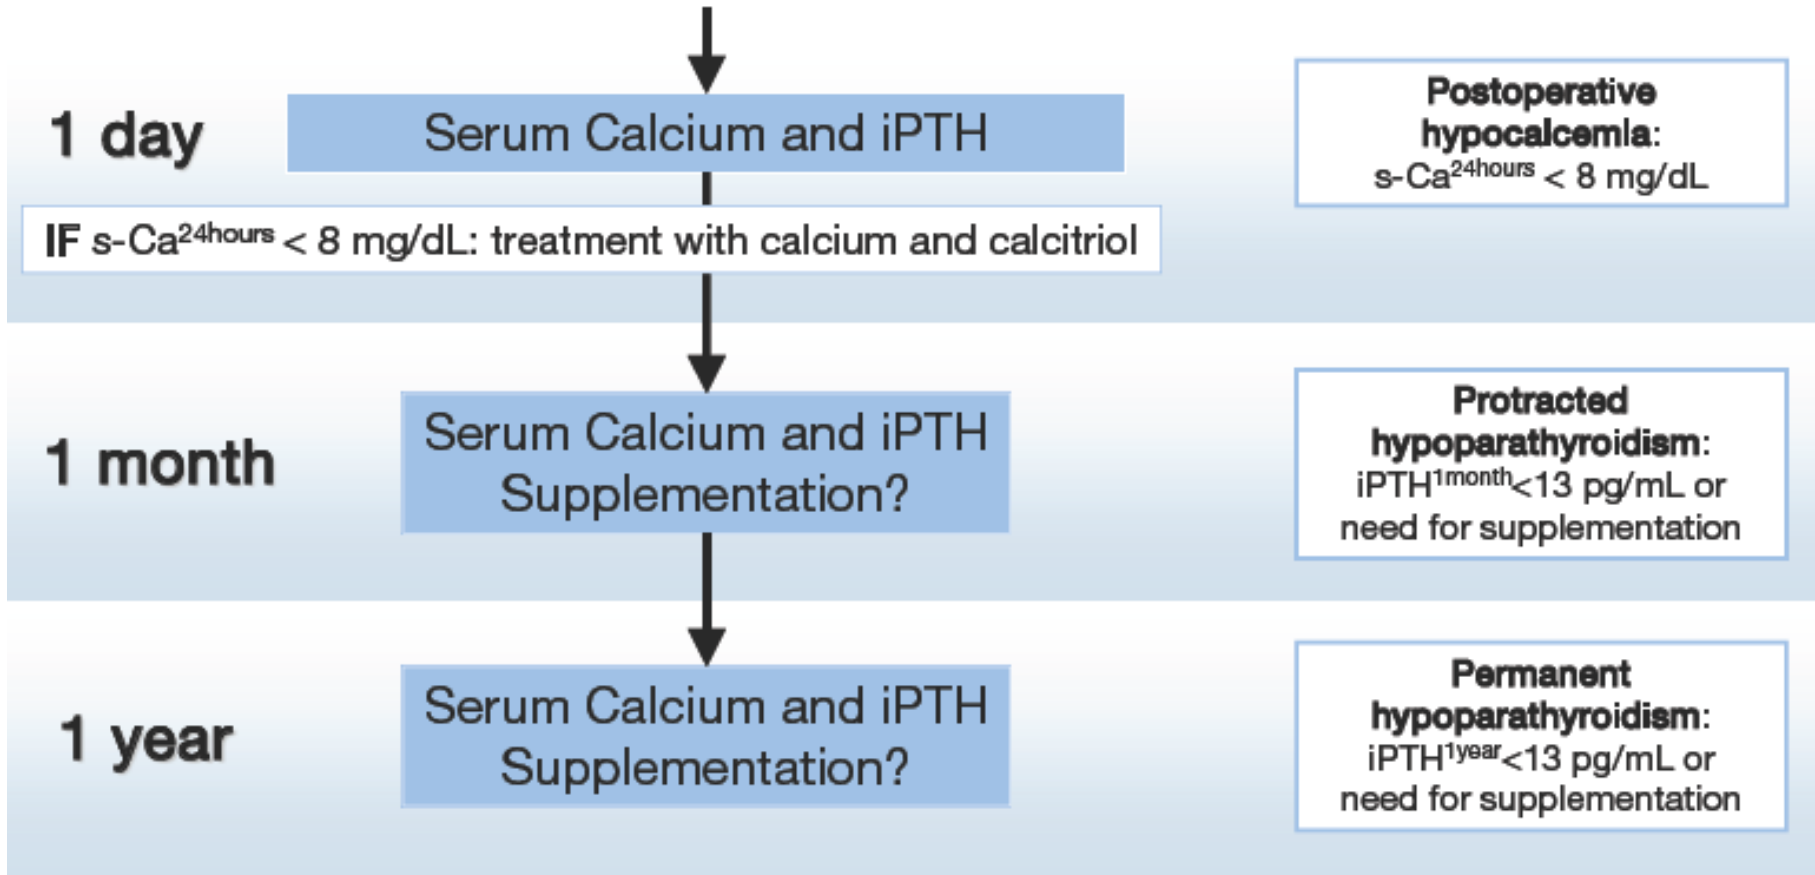 1 day
Serum Calcium and iPTH
Postoperative
hypocalcemia:
s-Ca24hours < 8 mg/dL
IF s-Ca24hours < 8 mg/dL: treatment with calcium and calcitriol
1 month
Serum Calcium and iPTH
Supplementation?
Protracted
hypoparathyroidism:
iPTH1month<13 pg/mL or
need for supplementation
1 year
Serum Calcium and iPTH
Supplementation?
Permanent
hypoparathyroidism:
iPTH1year<13 pg/mL or
need for supplementation